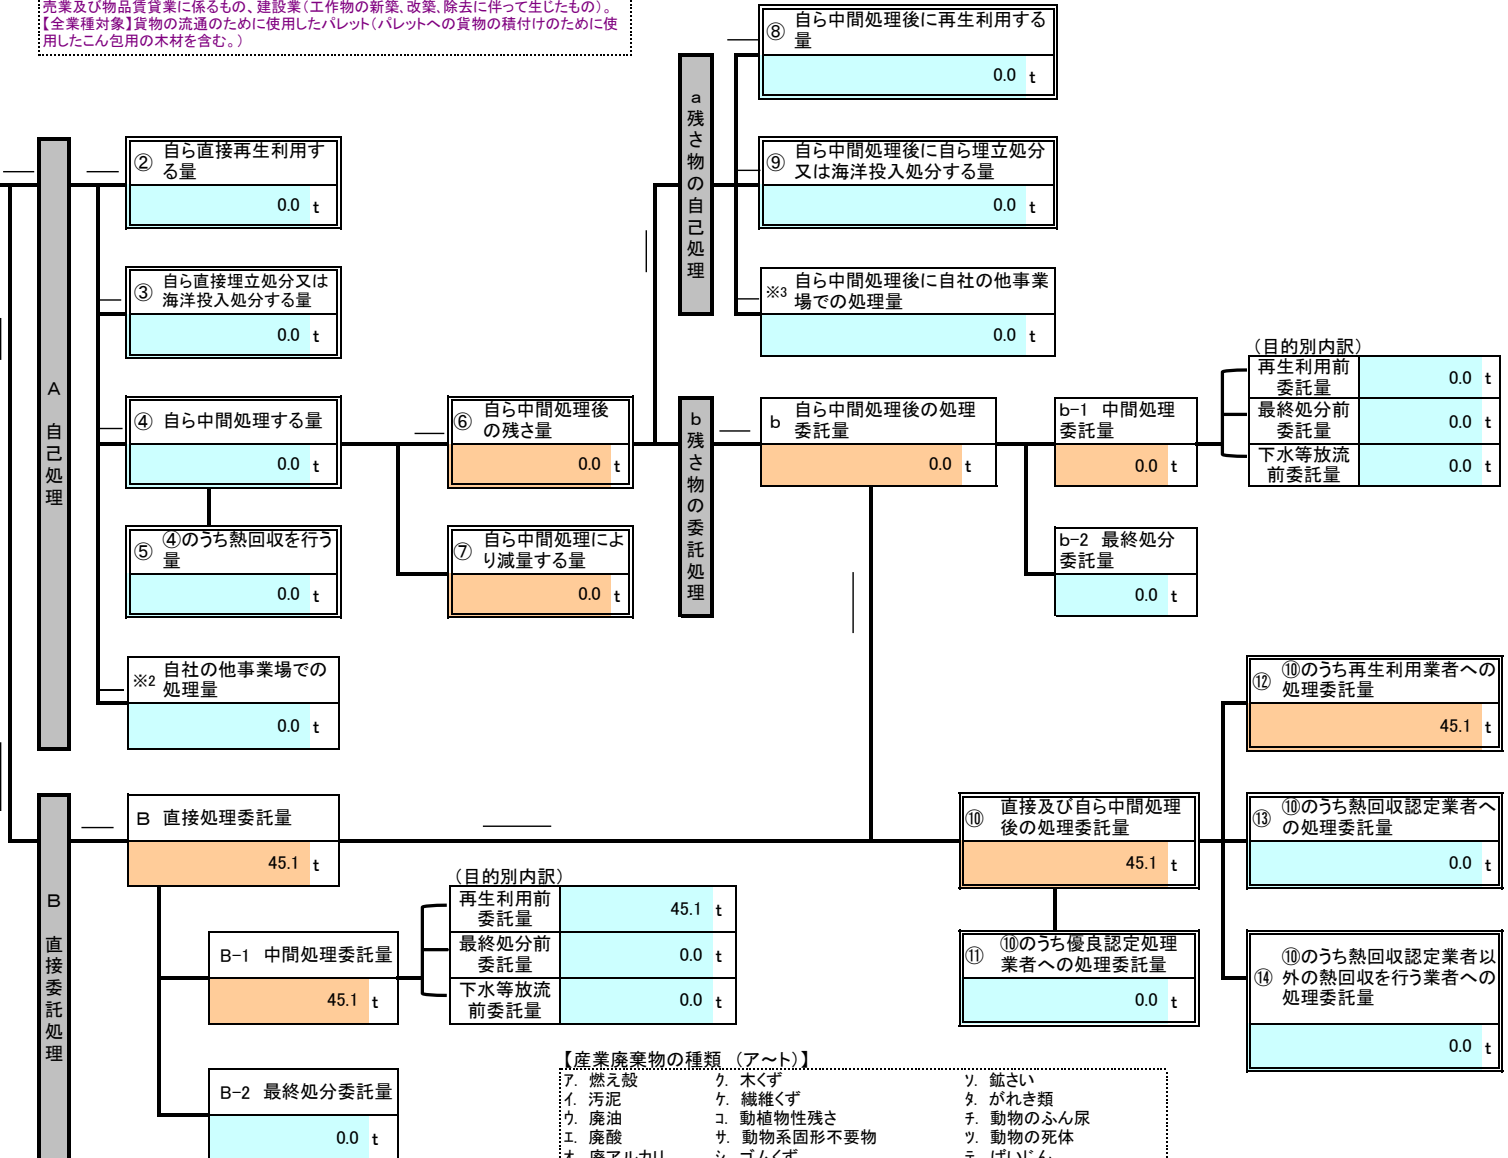 売業及び物品賃貸業に係るもの、建設業（工作物の新築、改築、除去に伴って生じたもの）。
【全業種対象】貨物の流通のために使用したパレット（パレットへの貨物の積付けのために使
用したこん包用の木材を含む。）
⑧ 自ら中間処理後に再生利用する
量
0.0 t
a 残さ物の自己処理
② 自ら直接再生利用す
る量
0.0 t
⑨ 自ら中間処理後に自ら埋立処分
又は海洋投入処分する量
0.0 t
③ 自ら直接埋立処分又は
海洋投入処分する量
0.0 t
※3 自ら中間処理後に自社の他事業
場での処理量
0.0 t
A 自己処理
④ 自ら中間処理する量
0.0 t
⑥ 自ら中間処理後
の残さ量
0.0 t
b 残さ物の委託処理
b 自ら中間処理後の処理
委託量
0.0 t
b-1 中間処理
委託量
0.0 t
（目的別内訳）
再生利用前
委託量
0.0 t
最終処分前
委託量
0.0 t
下水等放流
前委託量
0.0 t
⑤ ④のうち熱回収を行う
量
0.0 t
⑦ 自ら中間処理によ
り減量する量
0.0 t
b-2 最終処分
委託量
0.0 t
※2 自社の他事業場での
処理量
0.0 t
⑫ ⑩のうち再生利用業者への
処理委託量
45.1 t
B 直接委託処理
B 直接処理委託量
45.1 t
⑩ 直接及び自ら中間処理
後の処理委託量
45.1 t
⑬ ⑩のうち熱回収認定業者へ
の処理委託量
0.0 t
（目的別内訳）
再生利用前
委託量
45.1 t
最終処分前
委託量
0.0 t
下水等放流
前委託量
0.0 t
B-1 中間処理委託量
45.1 t
⑪ ⑩のうち優良認定処理
業者への処理委託量
0.0 t
⑭ ⑩のうち熱回収認定業者以
外の熱回収を行う業者への
処理委託量
0.0 t
B-2 最終処分委託量
0.0 t
【産業廃棄物の種類 （ア～ト）】
ア. 燃え殻 ク. 木くず ソ. 鉱さい
イ. 汚泥 ケ. 繊維くず タ. がれき類
ウ. 廃油 コ. 動植物性残さ チ. 動物のふん尿
エ. 廃酸 サ. 動物系固形不要物 ツ. 動物の死体
オ. 廃アルカリ シ. ゴムくず テ. ばいじん